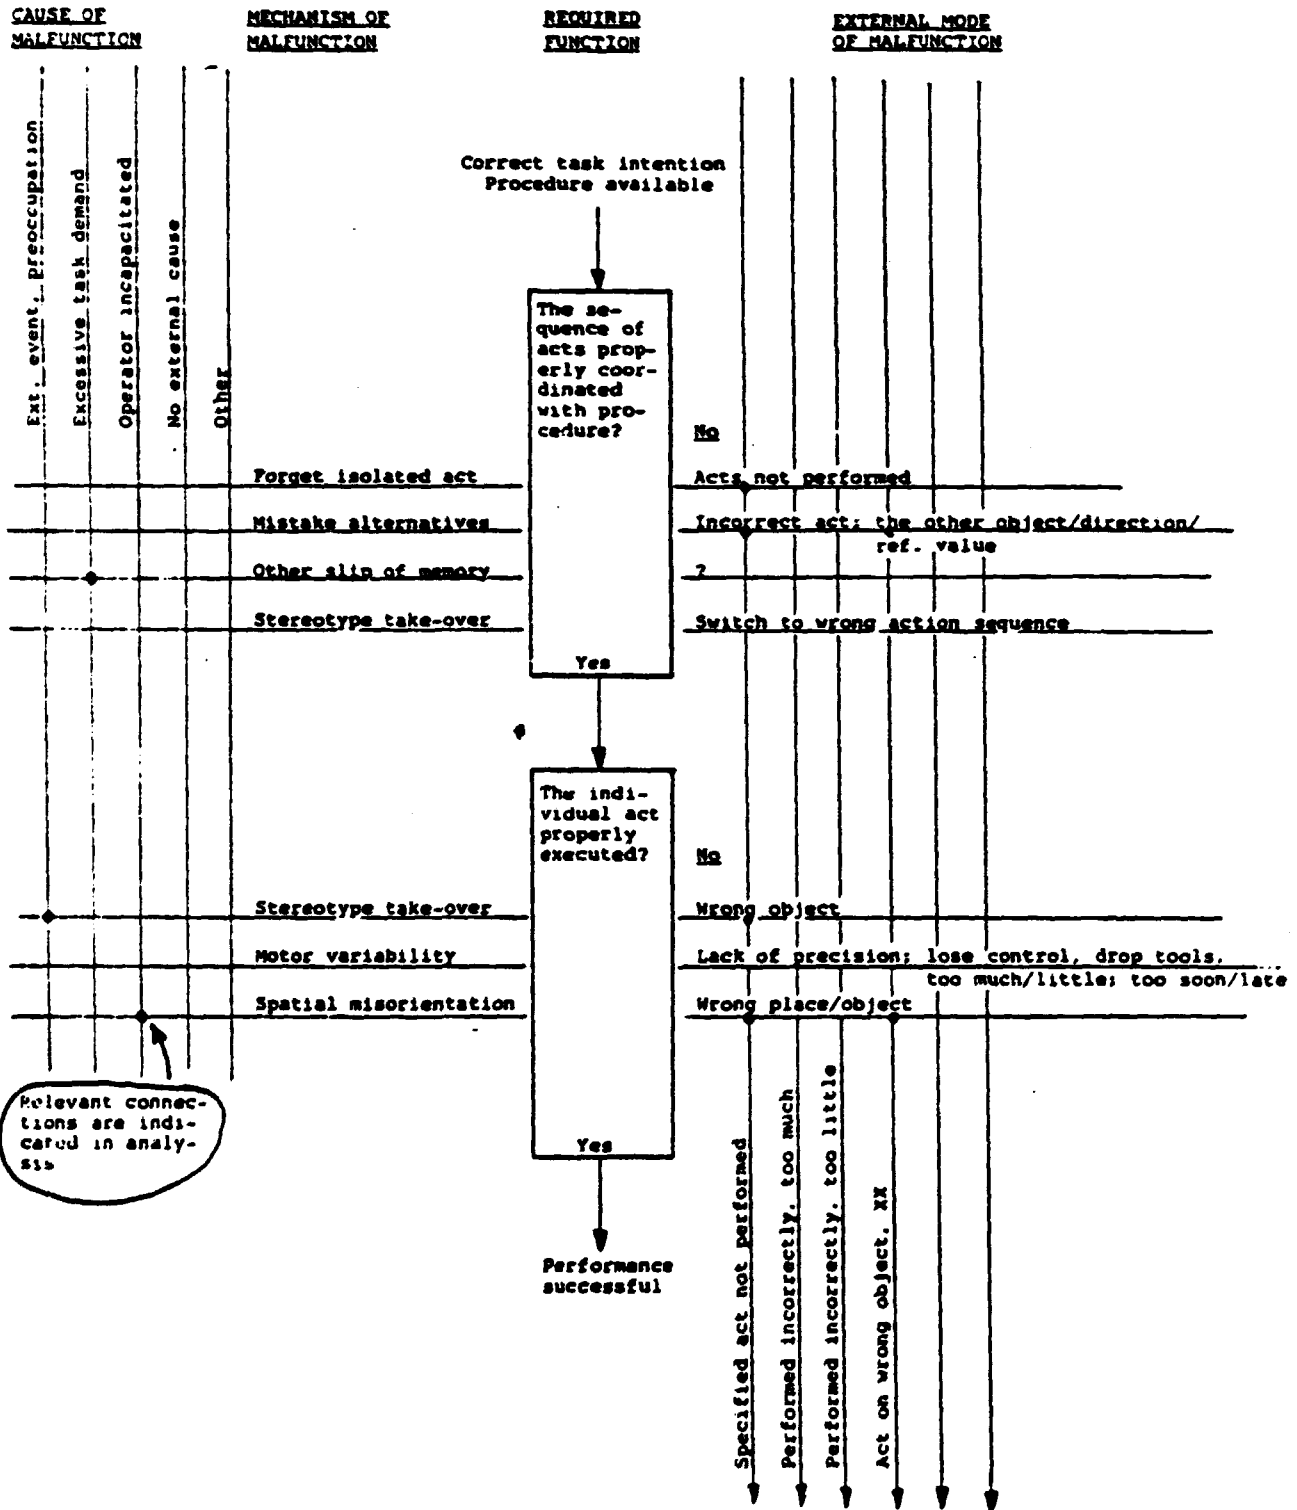 CAUSE OF
MALFUNCTION
MECHANISM OF
MALFUNCTION
REQUIRED
FUNCTION
EXTERNAL MODE
OF MALFUNCTION
Ext. event, preoccupation
Excessive task demand
Operator incapacitated
No external cause
Other
Correct task intention
Procedure available
The se-
quence of
acts prop-
erly coor-
dinated
with pro-
cedure?
No
Forget isolated act
Acts not performed
Mistake alternatives
Incorrect act; the other object/direction/
ref. value
Other slip of memory
?
Stereotype take-over
Switch to wrong action sequence
Yes
The indi-
vidual act
properly
executed?
No
Stereotype take-over
Wrong object
Motor variability
Lack of precision; lose control, drop tools,
too much/little; too soon/late
Spatial misorientation
Wrong place/object
Relevant connec-
tions are indi-
cated in analy-
sis
Yes
Performance
successful
Specified act not performed
Performed incorrectly, too much
Performed incorrectly, too little
Act on wrong object, XX